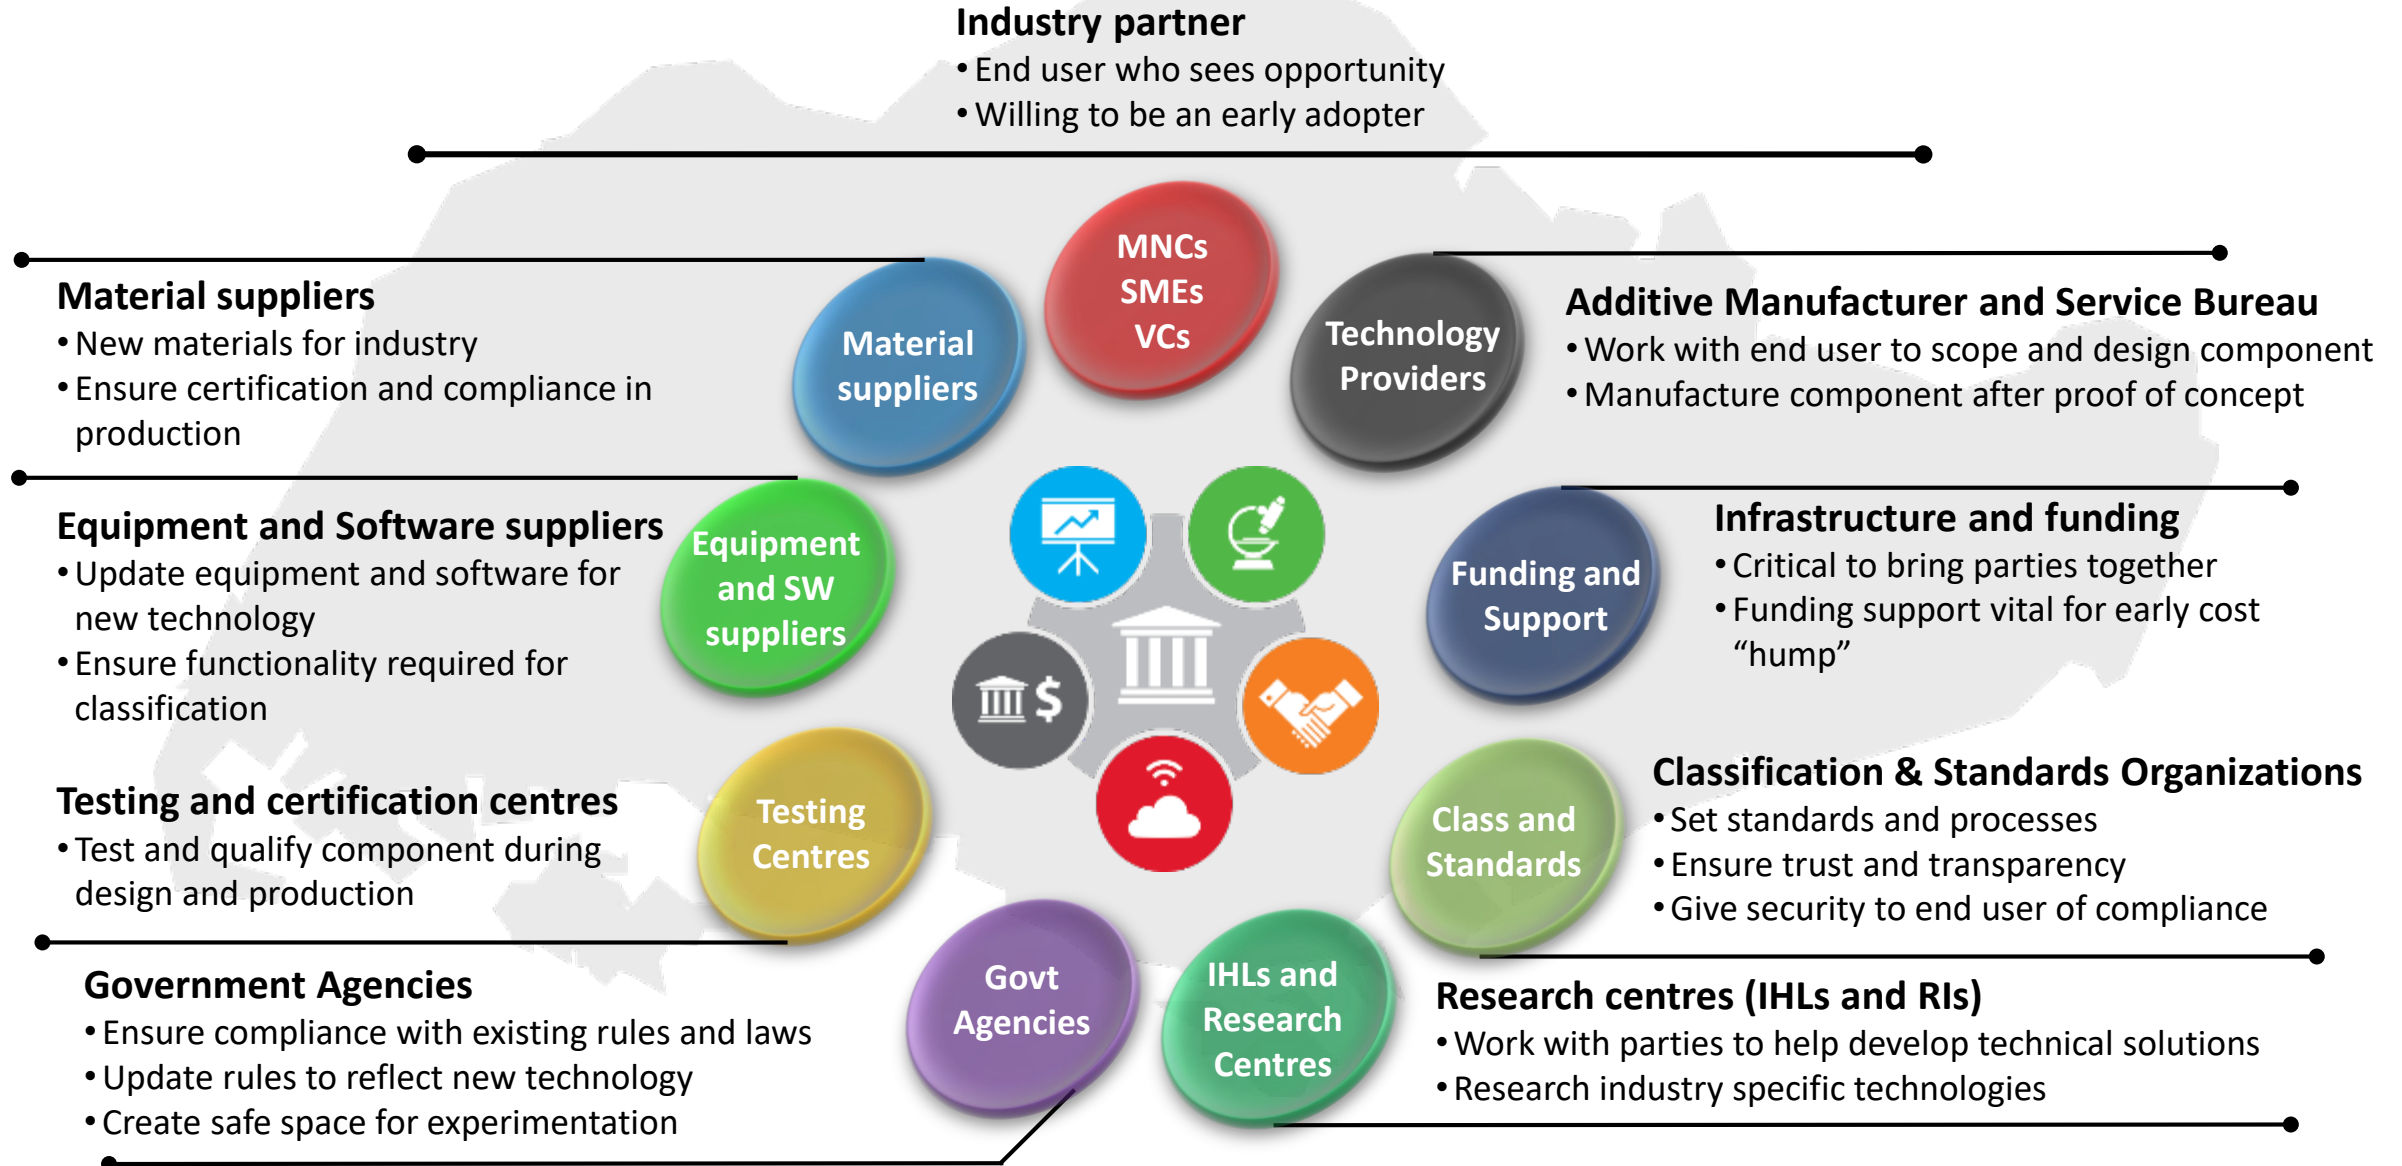 Industry partner
• End user who sees opportunity
• Willing to be an early adopter
MNCs
SMEs
VCs
Material suppliers
• New materials for industry
• Ensure certification and compliance in
production
Material
suppliers
Technology
Providers
Additive Manufacturer and Service Bureau
• Work with end user to scope and design component
• Manufacture component after proof of concept
Equipment and Software suppliers
• Update equipment and software for
new technology
• Ensure functionality required for
classification
Equipment
and SW
suppliers
$
Funding and
Support
Infrastructure and funding
• Critical to bring parties together
• Funding support vital for early cost
“hump”
Testing and certification centres
• Test and qualify component during
design and production
Testing
Centres
Class and
Standards
Classification & Standards Organizations
• Set standards and processes
• Ensure trust and transparency
• Give security to end user of compliance
Government Agencies
• Ensure compliance with existing rules and laws
• Update rules to reflect new technology
• Create safe space for experimentation
Govt
Agencies
IHLs and
Research
Centres
Research centres (IHLs and RIs)
• Work with parties to help develop technical solutions
• Research industry specific technologies